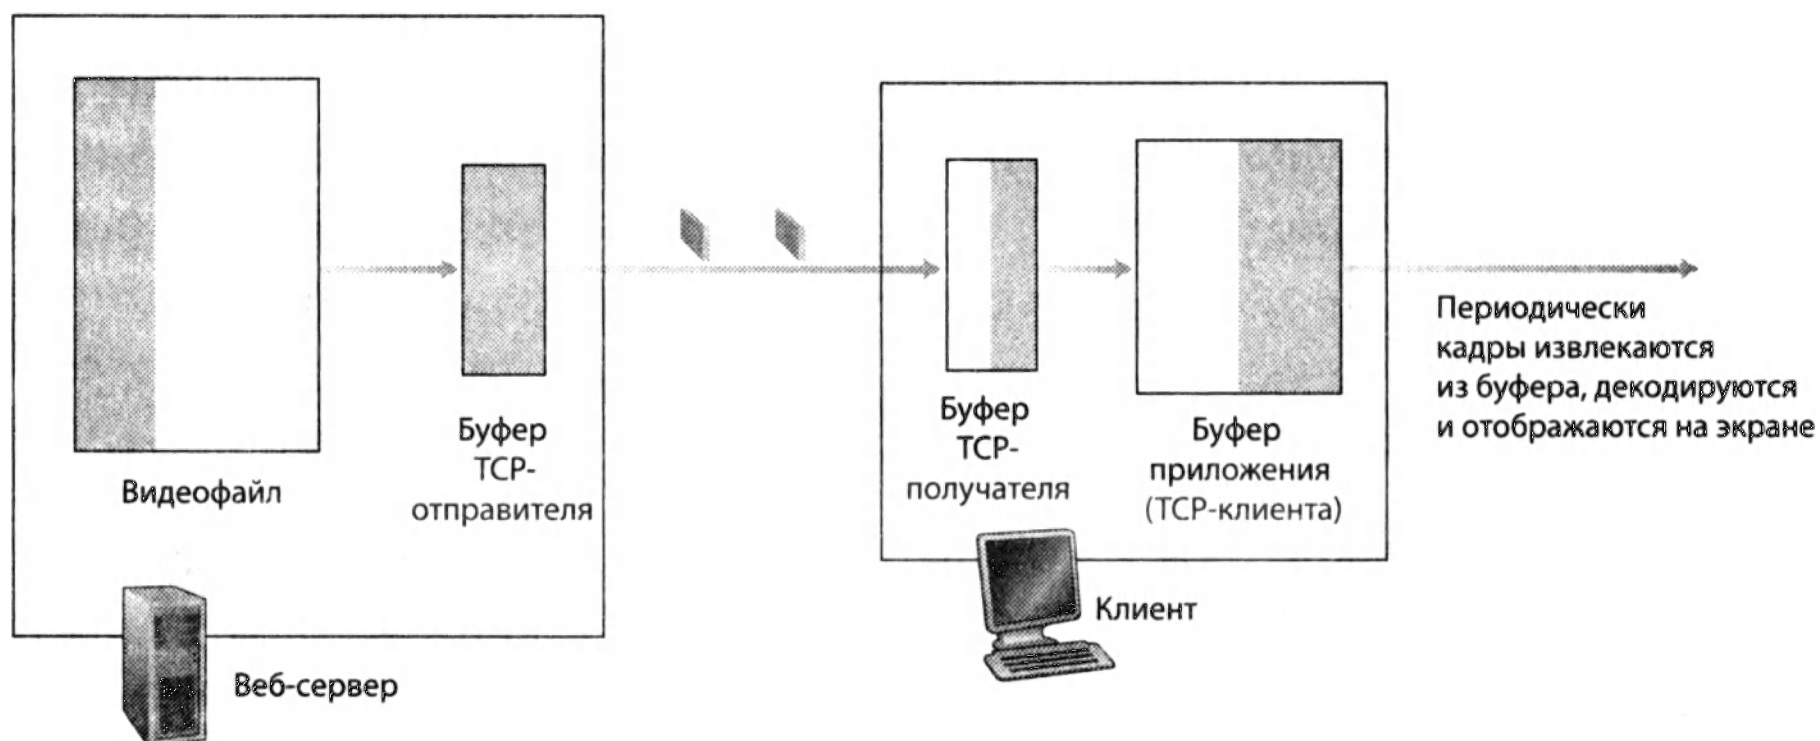 Видеофайл
Буфер
TCP-
отправителя
Веб-сервер
Буфер
TCP-
получателя
Буфер
приложения
(TCP-клиента)
Клиент
Периодически
кадры извлекаются
из буфера, декодируются
и отображаются на экране